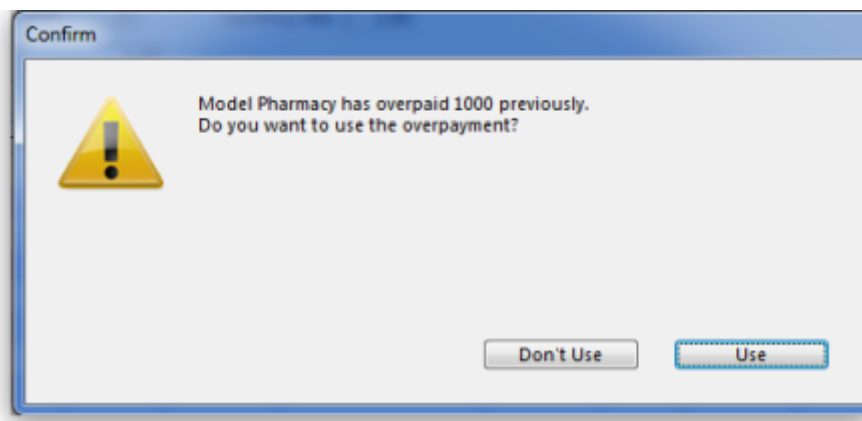 Confirm
Model Pharmacy has overpaid 1000 previously.
Do you want to use the overpayment?
Don't Use
Use